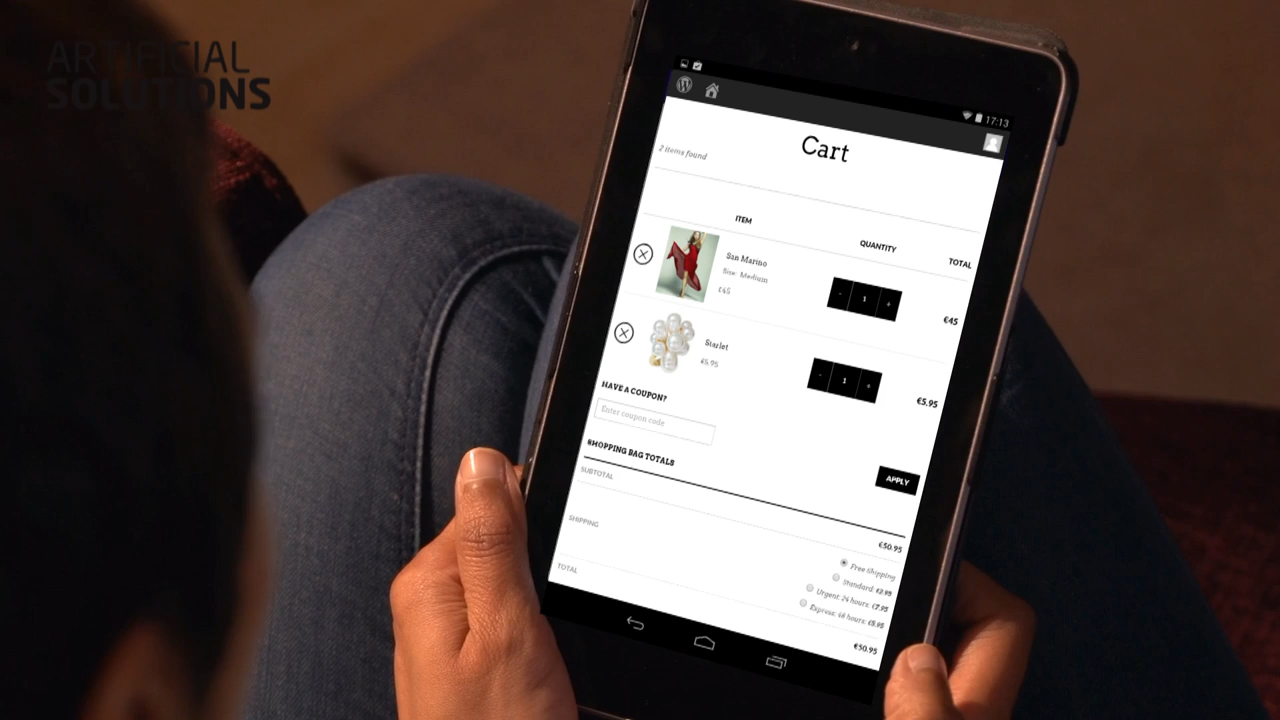 ARTIFICIAL
SOLUTIONS
17:13
Cart
2 items found
ITEM QUANTITY TOTAL
San Marino
Size: Medium
€45
- 1 +
€45
Starlet
€5.95
- 1 +
€5.95
HAVE A COUPON?
Enter coupon code
APPLY
SHOPPING BAG TOTALS
SUBTOTAL €50.95
SHIPPING
Free Shipping
Standard: €2.95
Urgent: 24 hours: €7.95
Express: 48 hours: €5.95
TOTAL €50.95